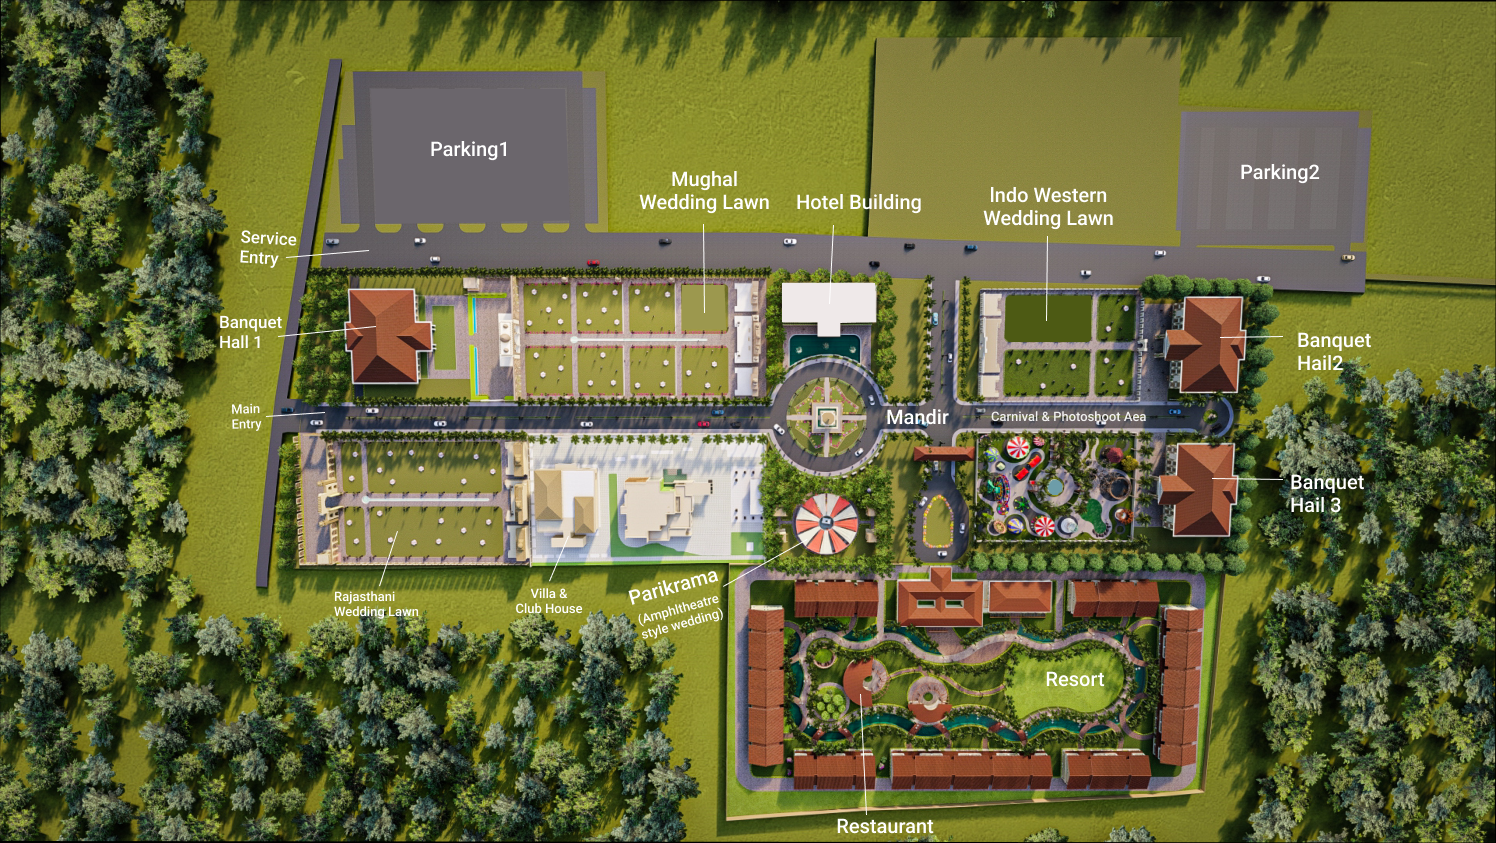 Parking1
Parking2
Mughal
Wedding Lawn
Hotel Building
Indo Western
Wedding Lawn
Service
Entry
Banquet
Hall 1
Banquet
Hail2
Main
Entry
Mandir
Carnival & Photoshoot Aea
Banquet
Hail 3
Rajasthani
Wedding Lawn
Villa &
Club House
Parikrama
(Amphltheatre
style wedding)
Resort
Restaurant